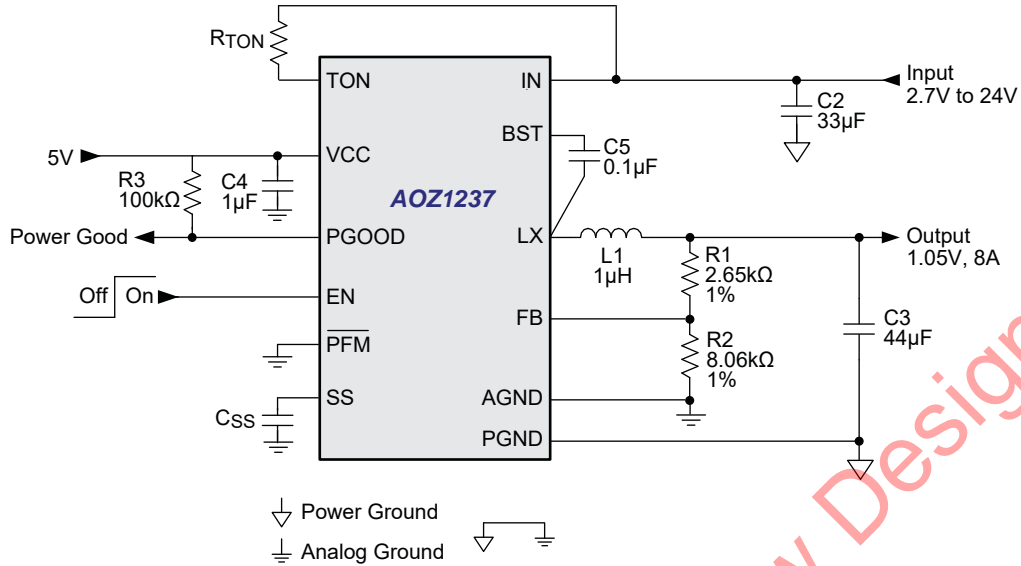 RTON
TON
IN
Input
2.7V to 24V
C2
33µF
BST
C5
0.1µF
5V
VCC
R3
100kΩ
C4
1µF
AOZ1237
Power Good
PGOOD
LX
L1
1µH
Output
1.05V, 8A
R1
2.65kΩ
1%
Off
On
EN
FB
C3
44µF
PFM
R2
8.06kΩ
1%
SS
CSS
AGND
PGND
Power Ground
Analog Ground
Design